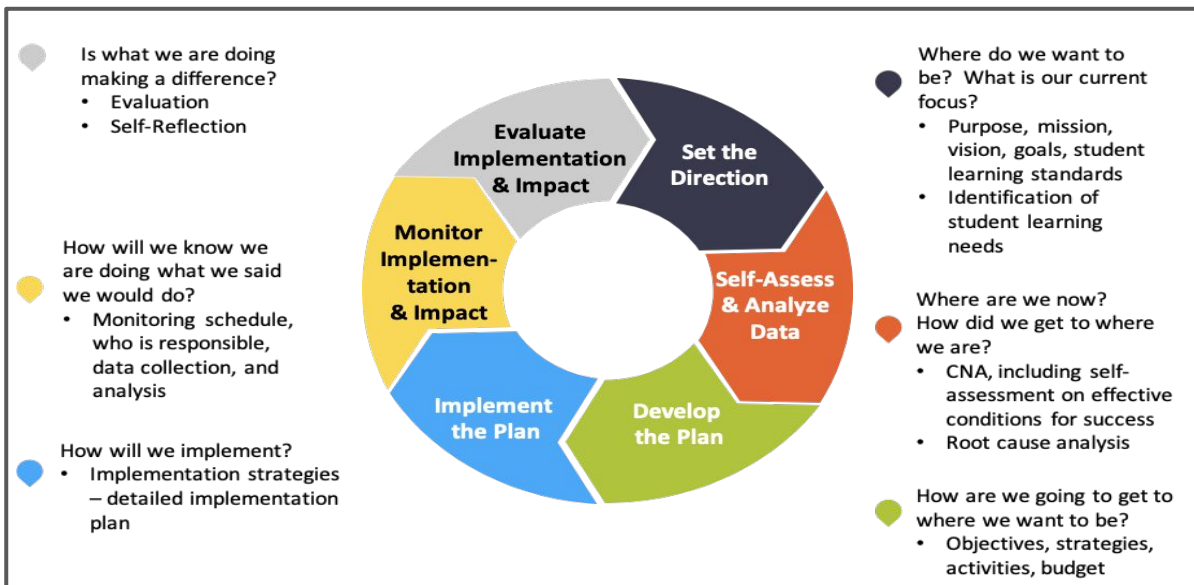 Is what we are doing
making a difference?
• Evaluation
• Self-Reflection
How will we know we
are doing what we said
we would do?
• Monitoring schedule,
who is responsible,
data collection, and
analysis
How will we implement?
• Implementation strategies
– detailed implementation
plan
Evaluate
Implementation
& Impact
Set the
Direction
Monitor
Implemen-
tation
& Impact
Self-Assess
& Analyze
Data
Implement
the Plan
Develop
the Plan
Where do we want to
be? What is our current
focus?
• Purpose, mission,
vision, goals, student
learning standards
• Identification of
student learning
needs
Where are we now?
How did we get to where
we are?
• CNA, including self-
assessment on effective
conditions for success
• Root cause analysis
How are we going to get to
where we want to be?
• Objectives, strategies,
activities, budget